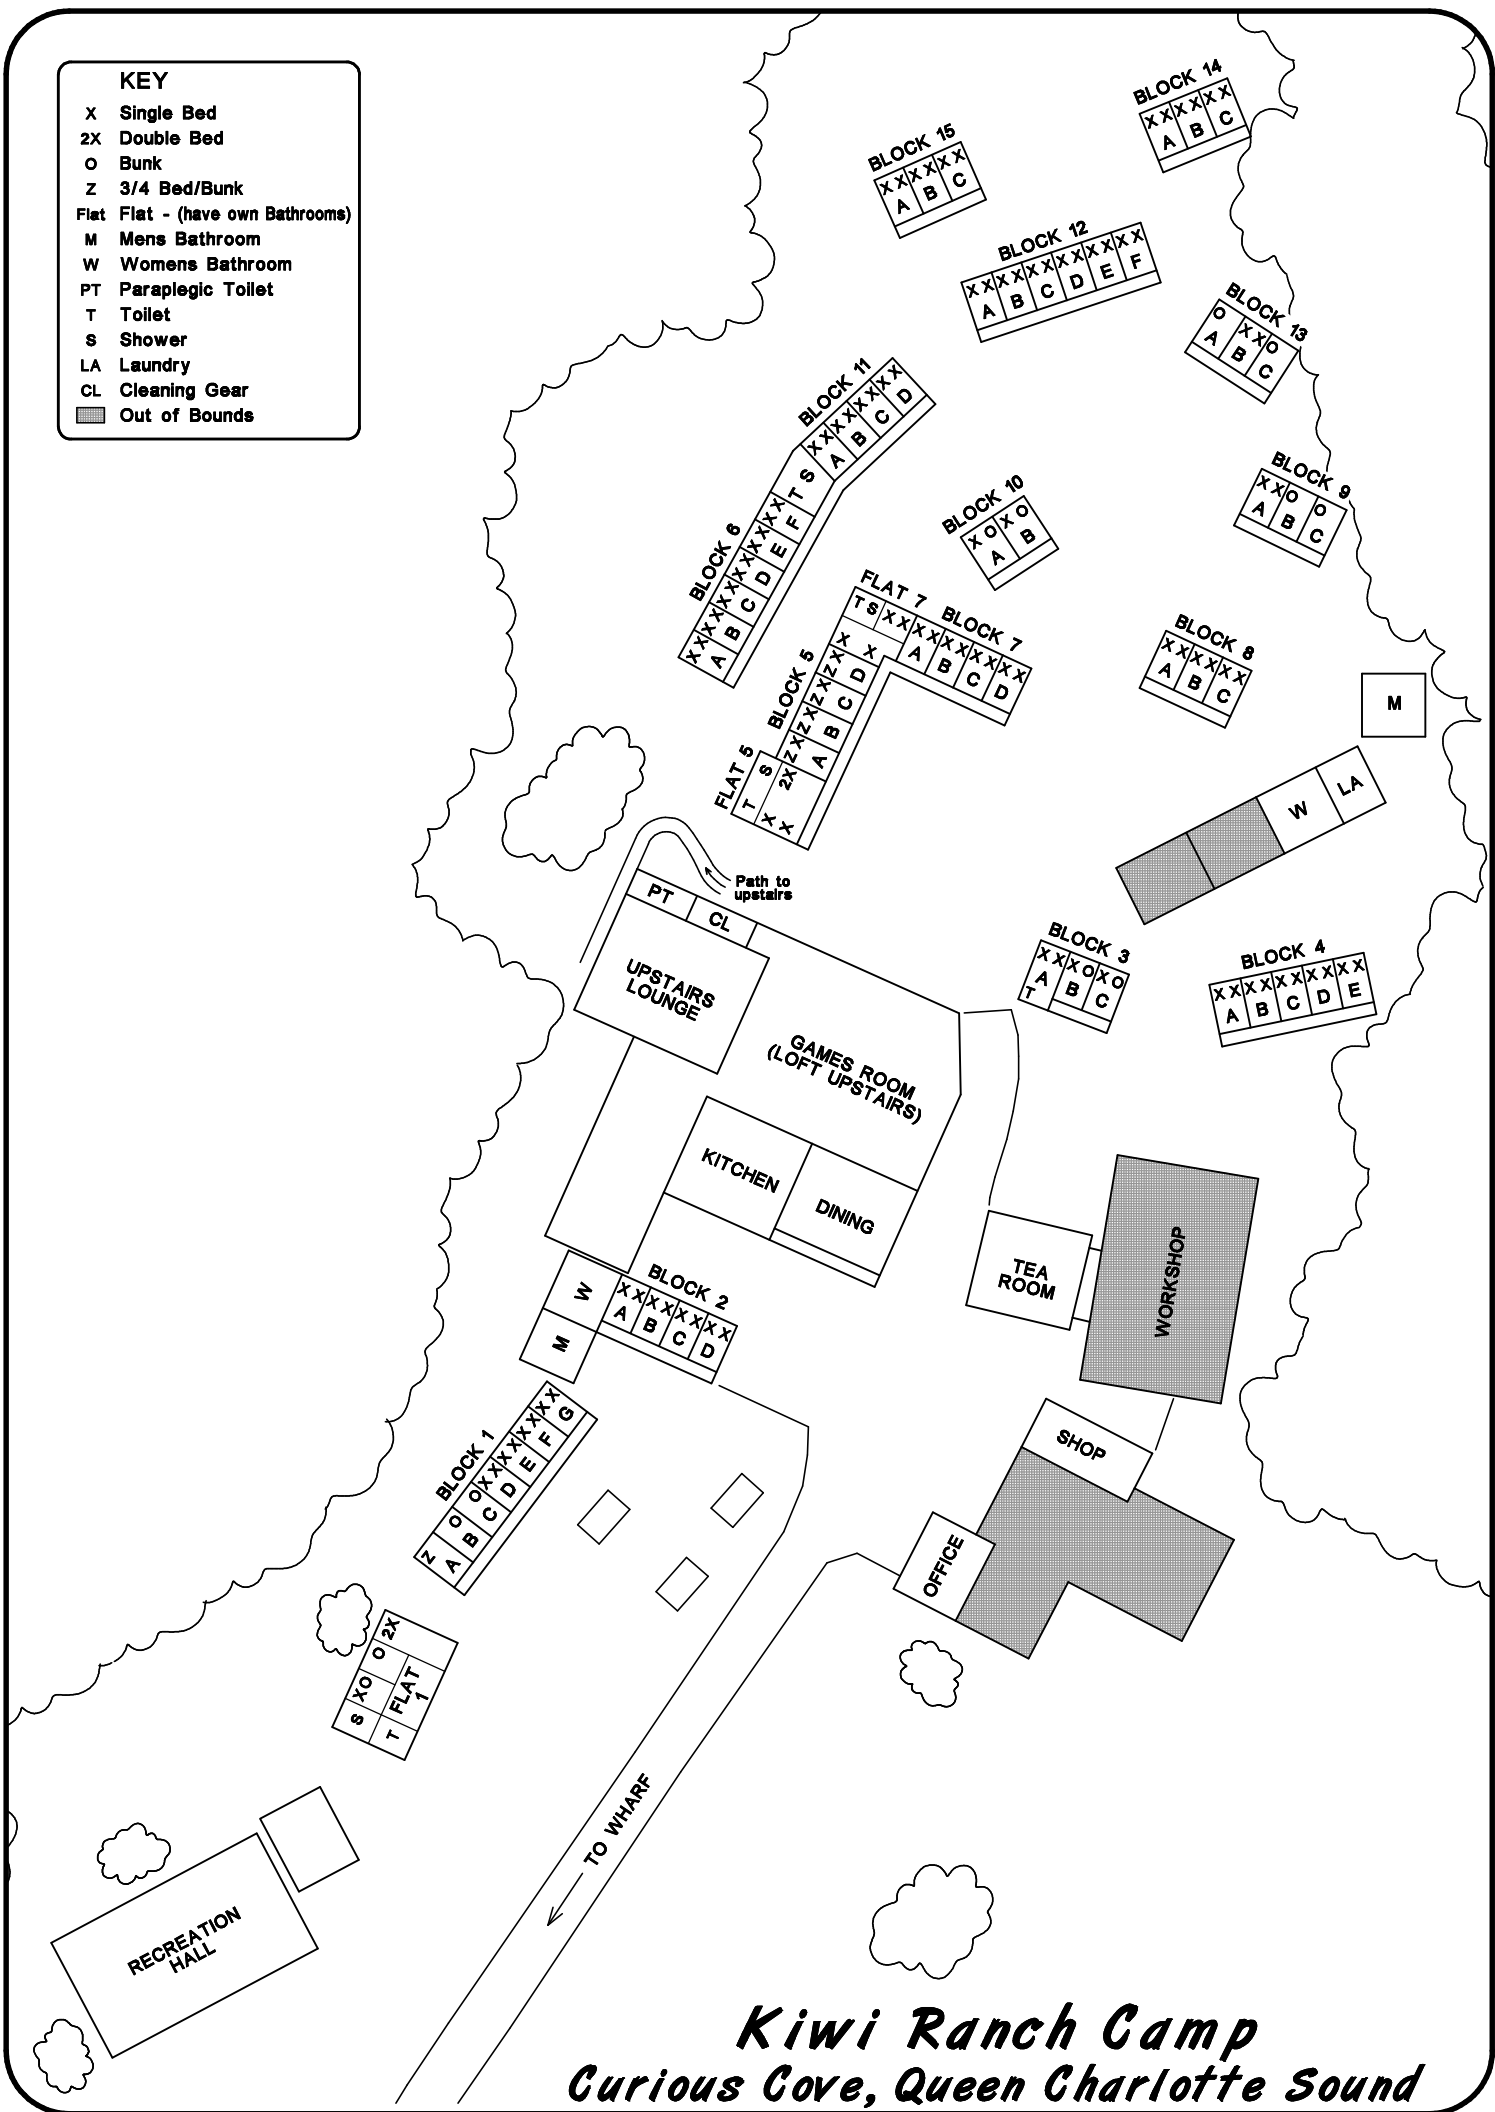 KEY
X Single Bed
2X Double Bed
O Bunk
Z 3/4 Bed/Bunk
Flat Flat - (have own Bathrooms)
M Mens Bathroom
W Womens Bathroom
PT Paraplegic Toilet
T Toilet
S Shower
LA Laundry
CL Cleaning Gear
Out of Bounds
BLOCK 14
X X X X X X
A B C
BLOCK 15
X X X X X X
A B C
BLOCK 12
X X X X X X X X X X X X
A B C D E F
BLOCK 13
O X X O
A B C
BLOCK 11
X X X X X X X X
A B C D
T S
BLOCK 6
X X X X X X X X X X X X
A B C D E F
BLOCK 10
X O X O
A B
BLOCK 9
X X O O
A B C
FLAT 7
T S X X
X X
BLOCK 7
X X X X X X X X
A B C D
BLOCK 8
X X X X X X
A B C
BLOCK 5
Z X Z X Z X Z X
A B C D
FLAT 5
T S
X X 2X
M
W
LA
Path to
upstairs
PT
CL
UPSTAIRS
LOUNGE
GAMES ROOM
(LOFT UPSTAIRS)
BLOCK 3
X X X O X O
A B C
T
BLOCK 4
X X X X X X X X X X
A B C D E
KITCHEN
DINING
TEA
ROOM
WORKSHOP
W
M
BLOCK 2
X X X X X X X X
A B C D
BLOCK 1
Z O O X X X X X X X X
A B C D E F G
SHOP
OFFICE
2X
O
XO
S
FLAT
1
T
TO WHARF
RECREATION
HALL
Kiwi Ranch Camp
Curious Cove, Queen Charlotte Sound